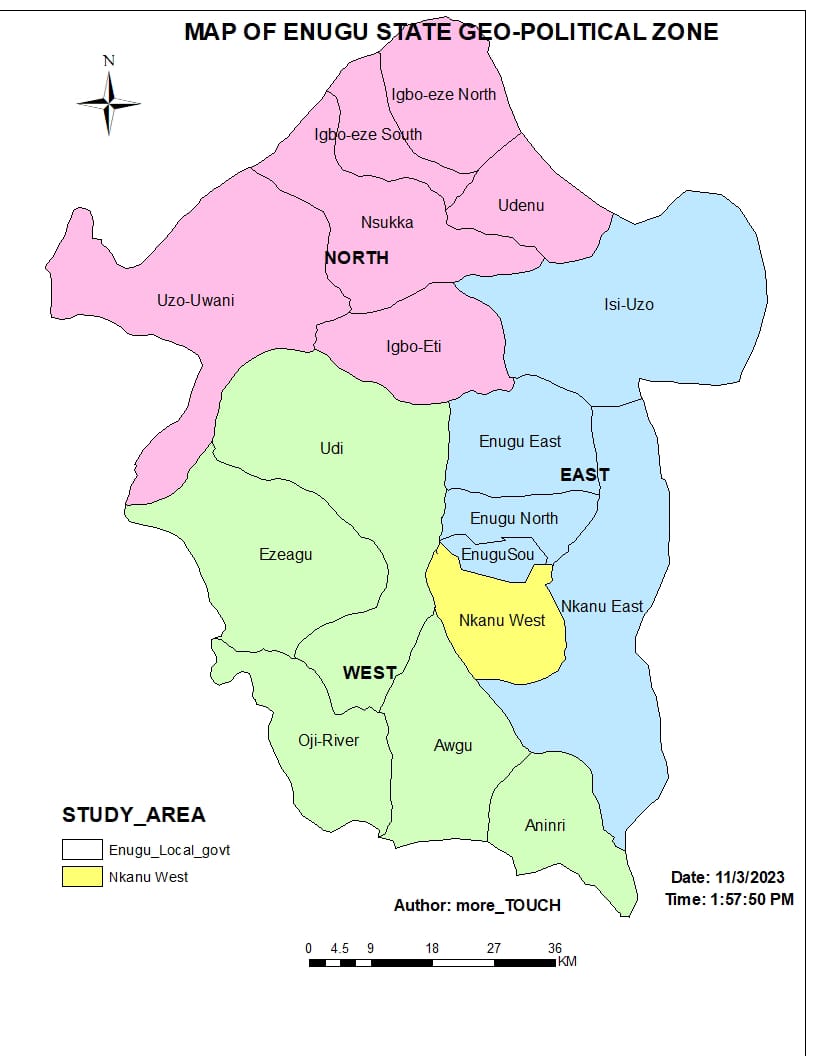 MAP OF ENUGU STATE GEO-POLITICAL ZONE
N
Igbo-eze North
Igbo-eze South
Udenu
Nsukka
NORTH
Uzo-Uwani
Isi-Uzo
Igbo-Eti
Udi
Enugu East
EAST
Enugu North
Ezeagu
EnuguSou
Nkanu East
Nkanu West
WEST
Oji-River
Awgu
Aninri
STUDY_AREA
Enugu_Local_govt
Nkanu West
Date: 11/3/2023
Time: 1:57:50 PM
Author: more_TOUCH
0 4.5 9 18 27 36
KM